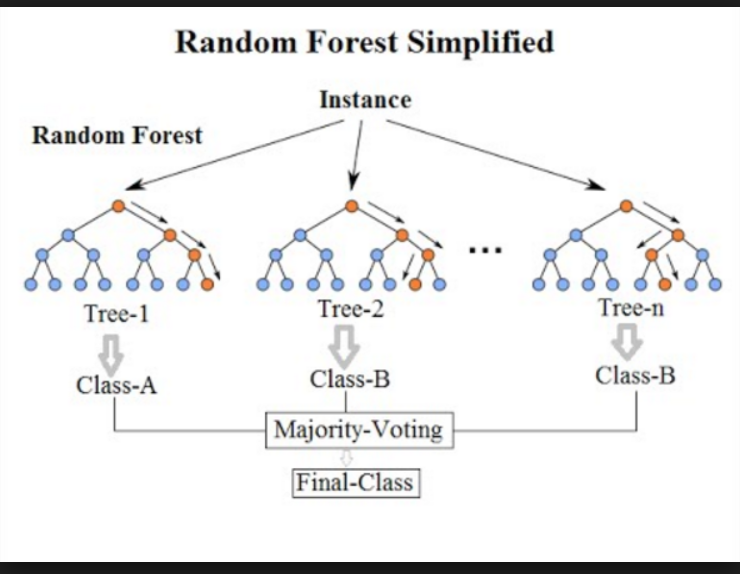 Random Forest Simplified
Instance
Random Forest
...
Tree-1
Tree-2
Tree-n
Class-A
Class-B
Class-B
Majority-Voting
Final-Class